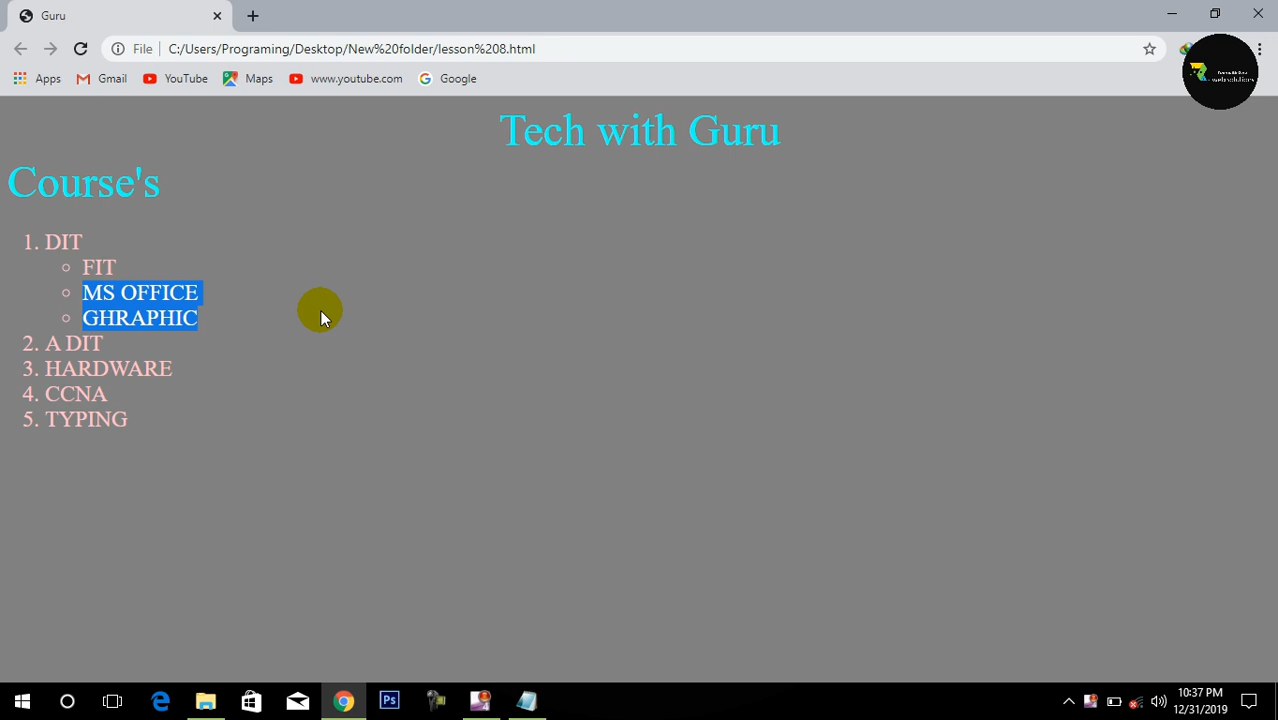 Guru
File
C:/Users/Programing/Desktop/New%20folder/lesson%208.html
Apps
Gmail
YouTube
Maps
www.youtube.com
Google
Tech with Guru
Course's
1. DIT
FIT
MS OFFICE
GHRAPHIC
2. A DIT
3. HARDWARE
4. CCNA
5. TYPING
Ps
10:37 PM
12/31/2019